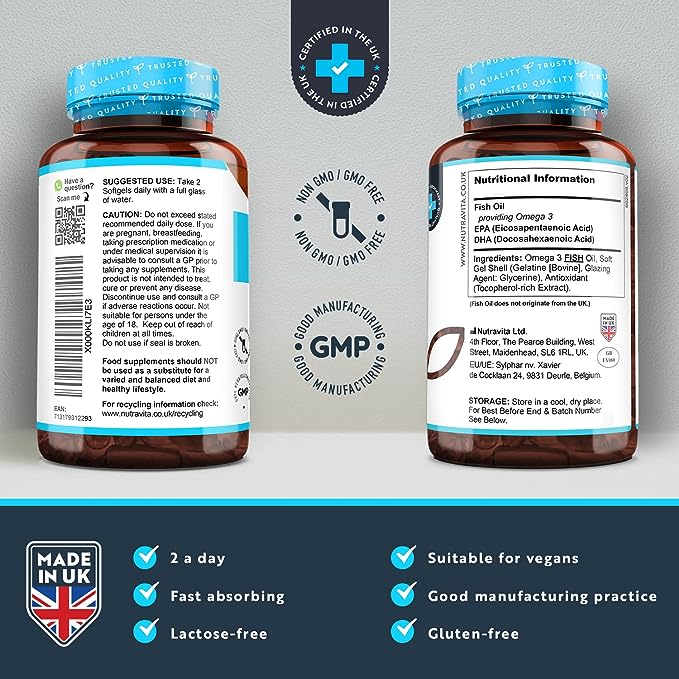 CERTIFIED IN THE UK
CERTIFIED IN THE UK
TRUSTED QUALITY TRUSTED
TRUSTED QUALITY TRUSTED
Have a
question?
Scan me
X000KLI7E3
EAN:
713179312293
SUGGESTED USE: Take 2
Softgels daily with a full glass
of water.
CAUTION: Do not exceed stated
recommended daily dose. If you
are pregnant, breastfeeding,
taking prescription medication or
under medical supervision it is
advisable to consult a GP prior to
taking any supplements. This
product is not intended to treat,
cure or prevent any disease.
Discontinue use and consult a GP
if adverse reactions occur. Not
suitable for persons under the
age of 18. Keep out of reach of
children at all times.
Do not use if seal is broken.
Food supplements should NOT
be used as a substitute for a
varied and balanced diet and
healthy lifestyle.
For recycling information check:
www.nutravita.co.uk/recycling
GMP
NON GMO / GMO FREE
NON GMO / GMO FREE
GOOD MANUFACTURING
GMP
GOOD MANUFACTURING
TRUSTED QUALITY TRUSTED
TRUSTED QUALITY TRUSTED
WWW.NUTRAVITA.CO.UK
Nutritional Information
Fish Oil
providing Omega 3
EPA (Eicosapentaenoic Acid)
DHA (Docosahexaenoic Acid)
Ingredients: Omega 3 FISH Oil, Soft
Gel Shell (Gelatine [Bovine], Glazing
Agent: Glycerine), Antioxidant
(Tocopherol-rich Extract).
(Fish Oil does not originate from the UK.)
Nutravita Ltd.
4th Floor, The Pearce Building, West
Street, Maidenhead, SL6 1RL, UK.
EU/UE: Sylphar nv. Xavier
de Cocklaan 24, 9831 Deurle, Belgium.
MADE
IN UK
STORAGE: Store in a cool, dry place.
For Best Before End & Batch Number
See Below.
MADE
IN UK
2 a day
Fast absorbing
Lactose-free
Suitable for vegans
Good manufacturing practice
Gluten-free